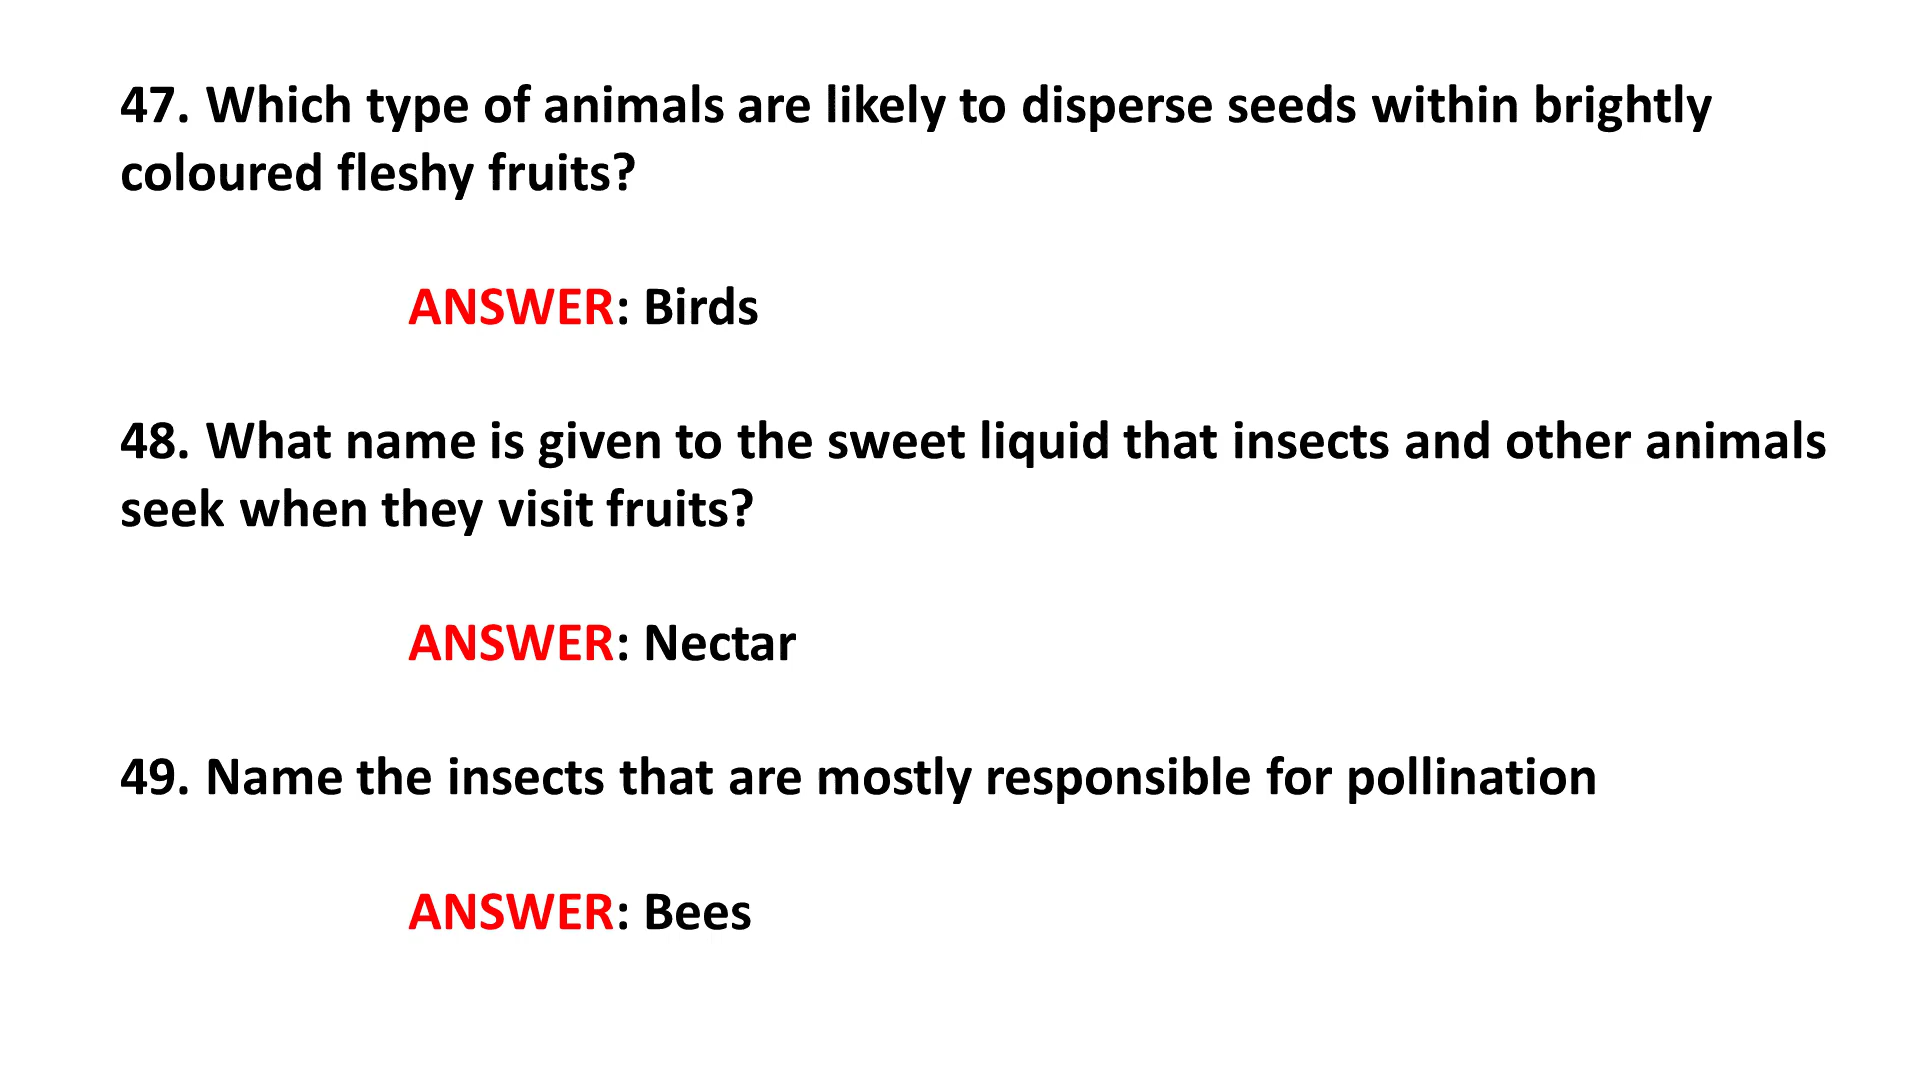 47. Which type of animals are likely to disperse seeds within brightly
coloured fleshy fruits?
ANSWER: Birds
48. What name is given to the sweet liquid that insects and other animals
seek when they visit fruits?
ANSWER: Nectar
49. Name the insects that are mostly responsible for pollination
ANSWER: Bees